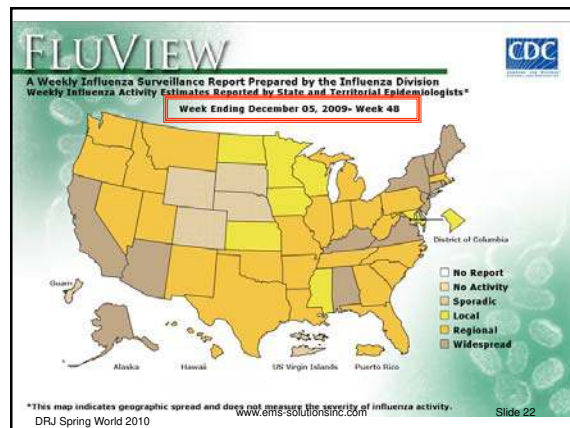 FLUVIEW
CDC
A Weekly Influenza Surveillance Report Prepared by the Influenza Division
Weekly Influenza Activity Estimates Reported by State and Territorial Epidemiologists*
Week Ending December 05, 2009- Week 48
District of Columbia
No Report
No Activity
Sporadic
Local
Regional
Widespread
Guam
Alaska
Hawaii
US Virgin Islands
Puerto Rico
*This map indicates geographic spread and does not measure the severity of influenza activity.
www.ems-solutionsinc.com
Slide 22
DRJ Spring World 2010